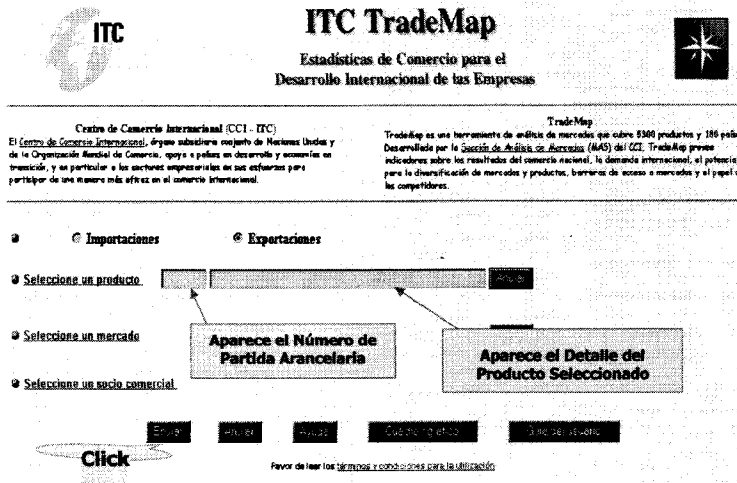 ITC
ITC TradeMap
Estadísticas de Comercio para el
Desarrollo Internacional de las Empresas
Centro de Comercio Internacional (CCI - ITC)
El Centro de Comercio Internacional, órgano subsidiario conjunto de Naciones Unidas y
de la Organización Mundial de Comercio, apoya a países en desarrollo y economías en
transición, y en particular a los sectores empresariales en sus esfuerzos para
participar de una manera más eficaz en el comercio internacional.
TradeMap
TradeMap es una herramienta de análisis de mercados que cubre 5300 productos y 186 paíse
Desarrollada por la Sección de Análisis de Mercados (MAS) del CCI, TradeMap provee
indicadores sobre los resultados del comercio nacional, la demanda internacional, el potencial
para la diversificación de mercados y productos, barreras de acceso a mercados y el papel d
los competidores.
Importaciones Exportaciones
Seleccione un producto Anular
Seleccione un mercado
Aparece el Número de
Partida Arancelaria
Aparece el Detalle del
Producto Seleccionado
Seleccione un socio comercial
Enviar Anular Ayuda
Click
Favor de leer los términos y condiciones para la utilización